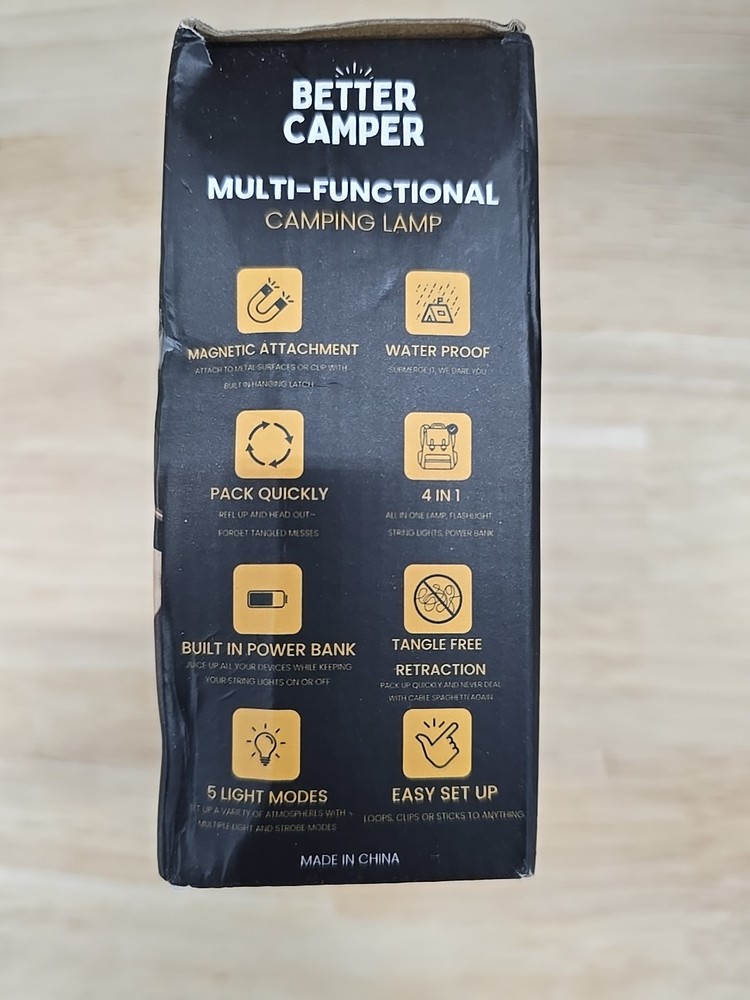 BETTER
CAMPER
MULTI-FUNCTIONAL
CAMPING LAMP
MAGNETIC ATTACHMENT
ATTACH TO METAL SURFACES OR CLIP WITH
BUILT IN HANGING LATCH
WATER PROOF
SUBMERGE IT, WE DARE YOU
PACK QUICKLY
REEL UP AND HEAD OUT–
FORGET TANGLED MESSES
4 IN 1
ALL IN ONE LAMP, FLASHLIGHT,
STRING LIGHTS, POWER BANK
BUILT IN POWER BANK
JUICE UP ALL YOUR DEVICES WHILE KEEPING
YOUR STRING LIGHTS ON OR OFF
TANGLE FREE
RETRACTION
PACK UP QUICKLY AND NEVER DEAL
WITH CABLE SPAGHETTI AGAIN
5 LIGHT MODES
SET UP A VARIETY OF ATMOSPHERES WITH
MULTIPLE LIGHT AND STROBE MODES
EASY SET UP
LOOPS, CLIPS OR STICKS TO ANYTHING
MADE IN CHINA